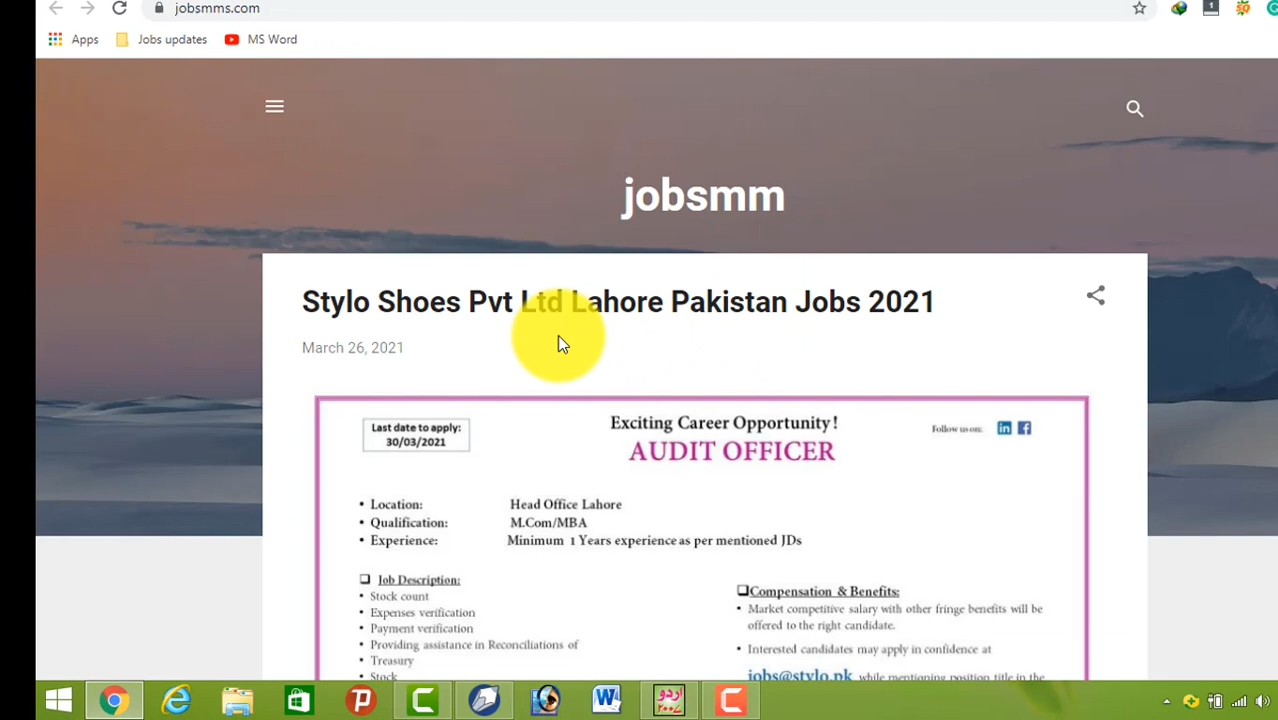 jobsmms.com
1
Apps
Jobs updates
MS Word
jobsmm
Stylo Shoes Pvt Ltd Lahore Pakistan Jobs 2021
March 26, 2021
Last date to apply:
30/03/2021
Exciting Career Opportunity!
AUDIT OFFICER
Follow us on:
• Location: Head Office Lahore
• Qualification: M.Com/MBA
• Experience: Minimum 1 Years experience as per mentioned JDs
Job Description:
• Stock count
• Expenses verification
• Payment verification
• Providing assistance in Reconciliations of
• Treasury
• Stock
Compensation & Benefits:
• Market competitive salary with other fringe benefits will be
offered to the right candidate.
• Interested candidates may apply in confidence at
jobs@stylo.pk while mentioning position title in the
اردو